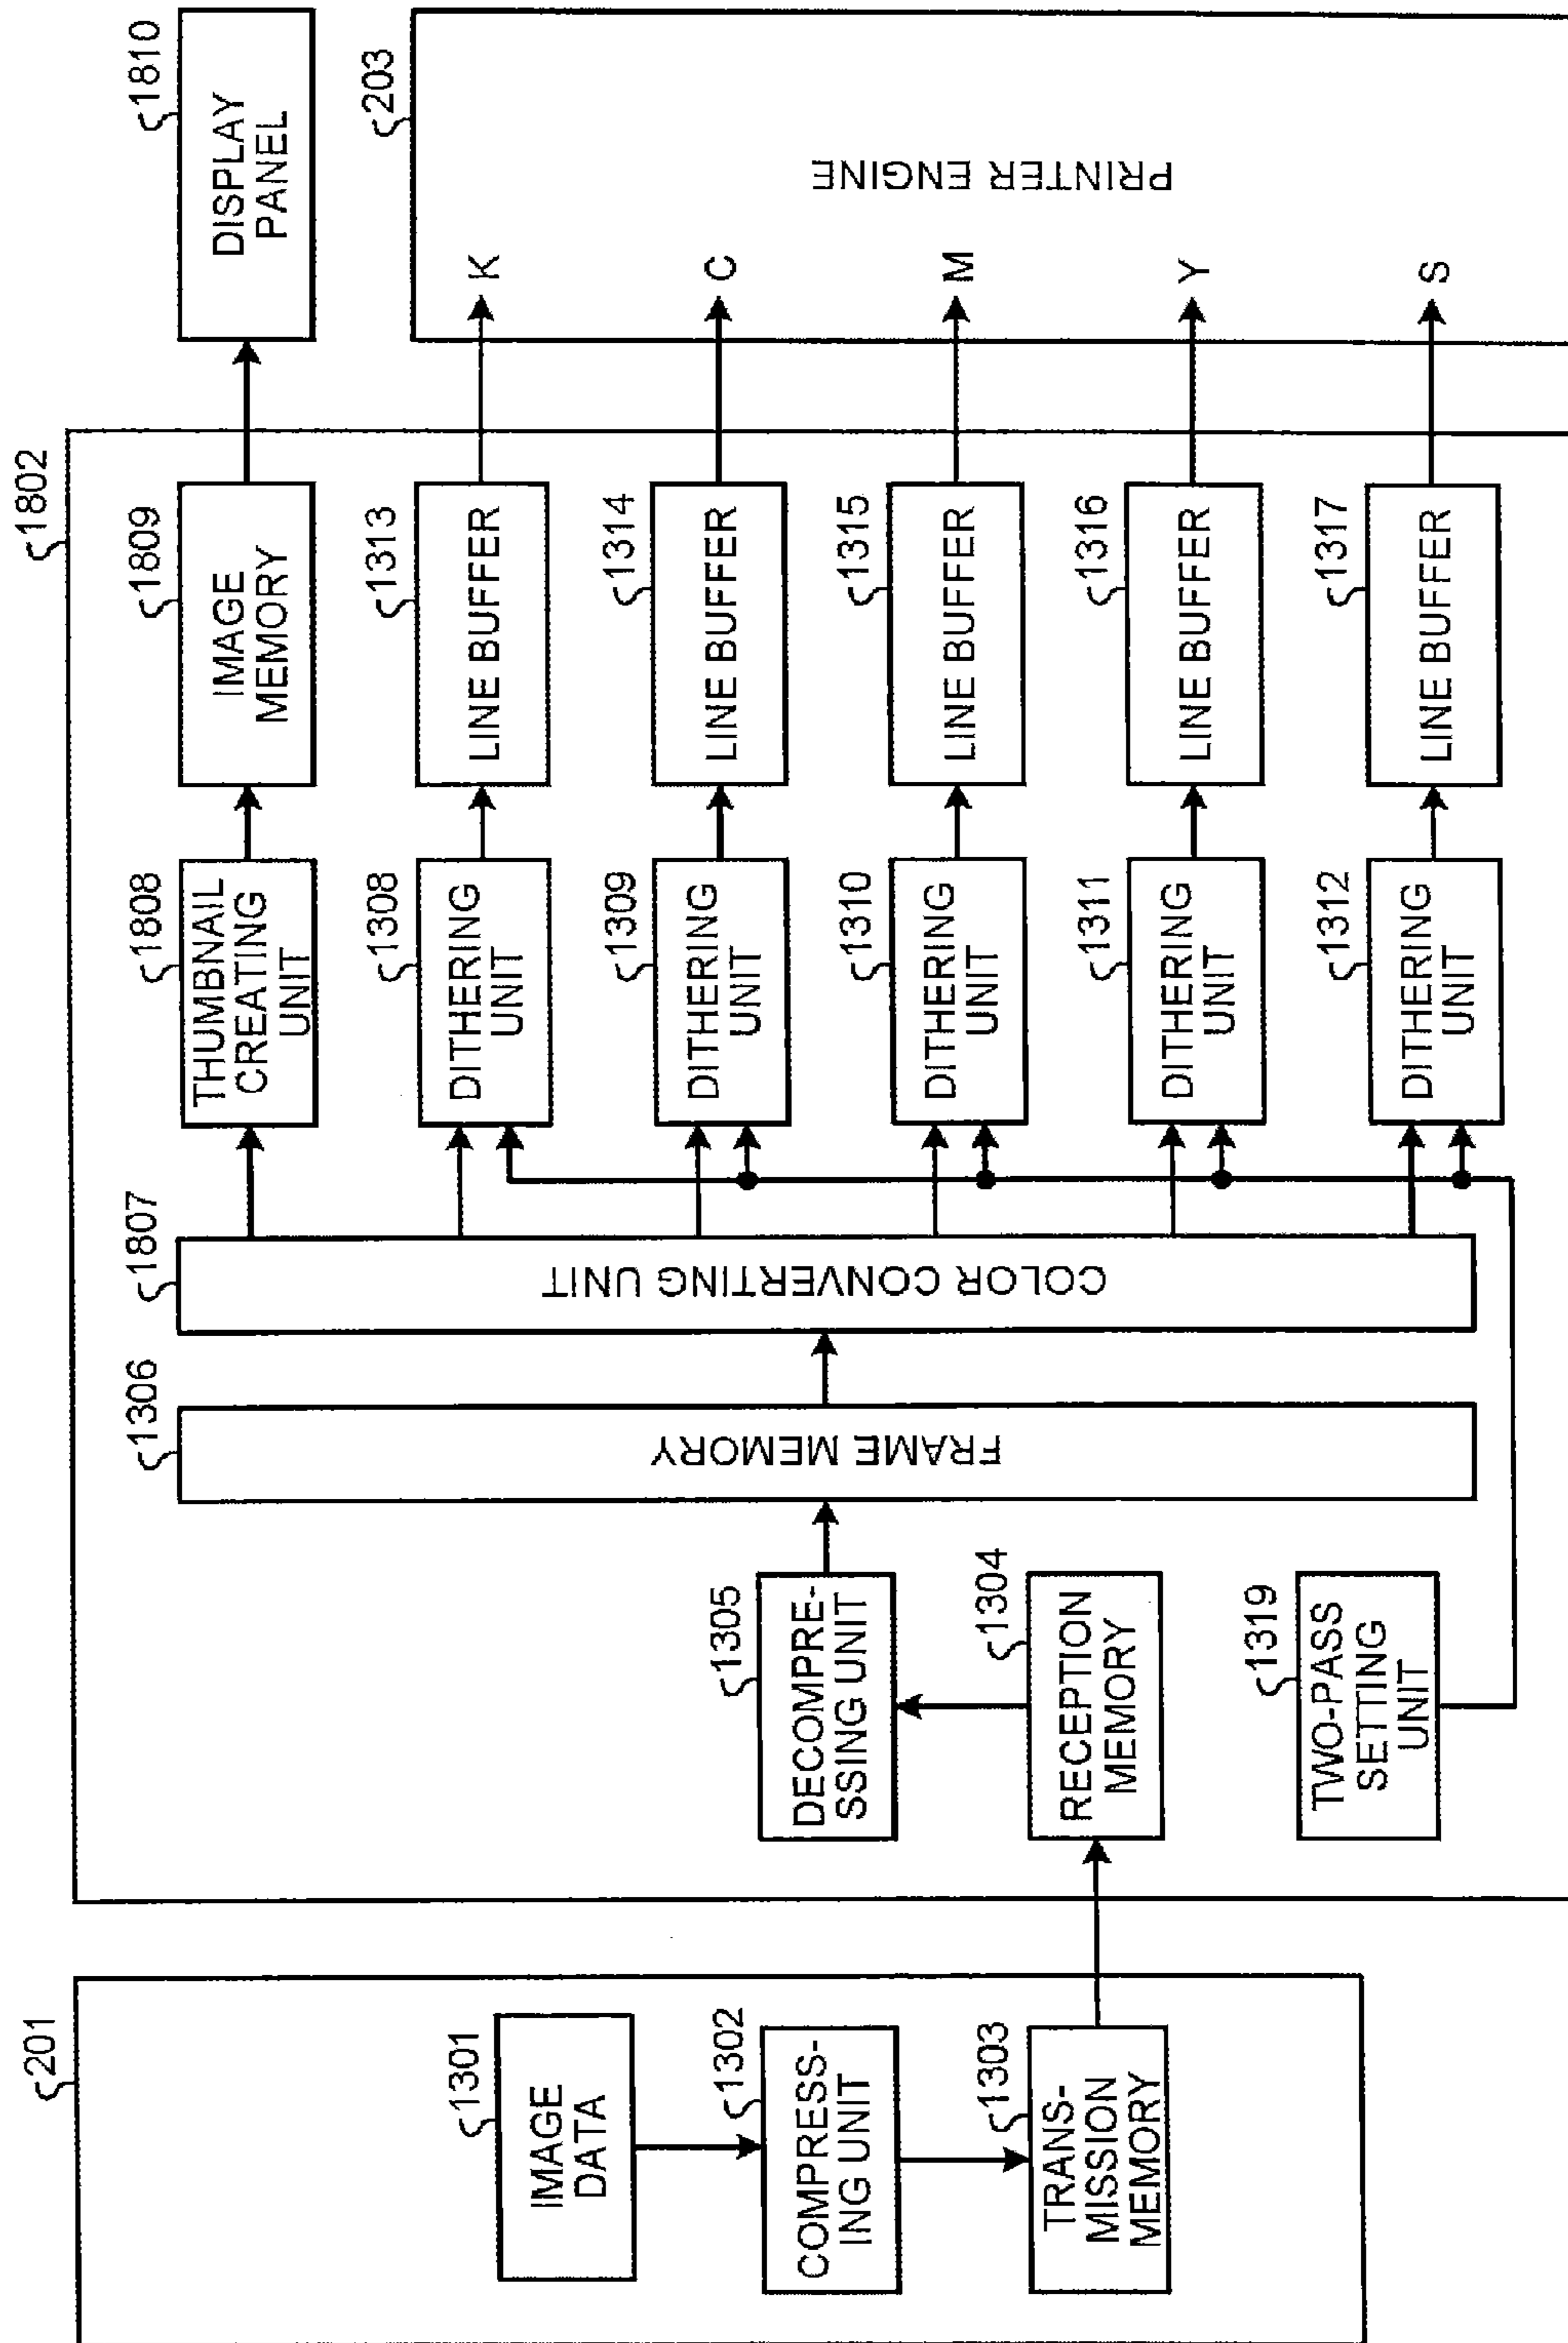 201
1301
IMAGE
DATA
1302
COMPRESS-
ING UNIT
1303
TRANS-
MISSION
MEMORY
1802
1305
DECOMPRE-
SSING UNIT
1304
RECEPTION
MEMORY
1319
TWO-PASS
SETTING
UNIT
1306
FRAME MEMORY
1807
COLOR CONVERTING UNIT
1808
THUMBNAIL
CREATING
UNIT
1308
DITHERING
UNIT
1309
DITHERING
UNIT
1310
DITHERING
UNIT
1311
DITHERING
UNIT
1312
DITHERING
UNIT
1809
IMAGE
MEMORY
1313
LINE BUFFER
1314
LINE BUFFER
1315
LINE BUFFER
1316
LINE BUFFER
1317
LINE BUFFER
1810
DISPLAY
PANEL
203
K
C
M
Y
S
PRINTER ENGINE